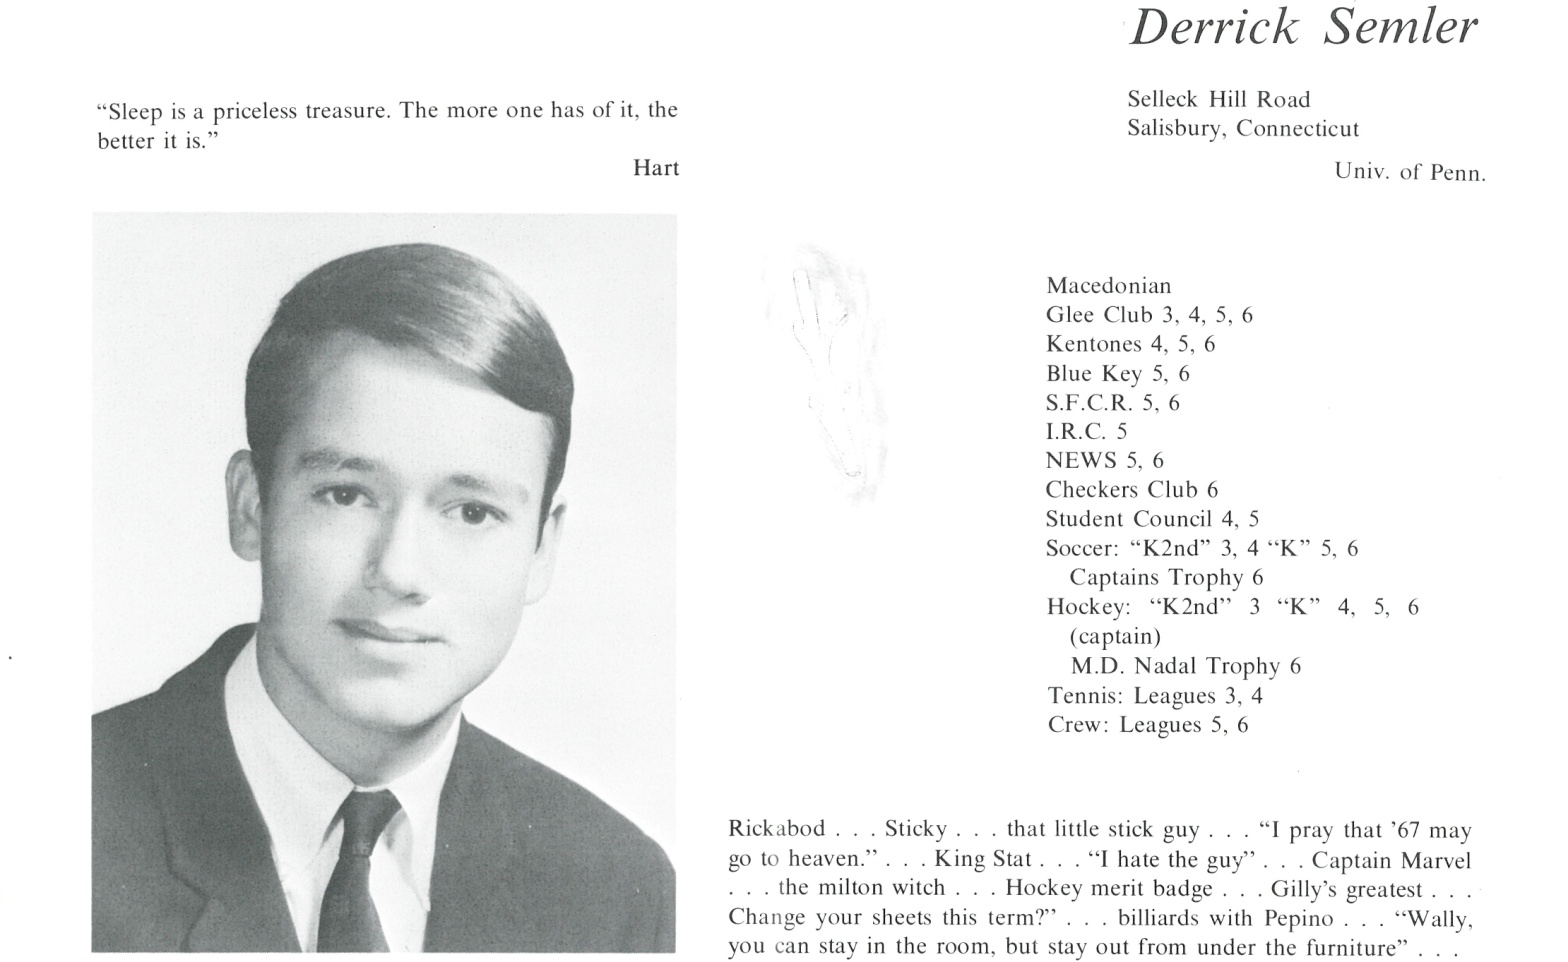 Derrick Semler
“Sleep is a priceless treasure. The more one has of it, the
better it is.”
Hart
Selleck Hill Road
Salisbury, Connecticut
Univ. of Penn.
Macedonian
Glee Club 3, 4, 5, 6
Kentones 4, 5, 6
Blue Key 5, 6
S.F.C.R. 5, 6
I.R.C. 5
NEWS 5, 6
Checkers Club 6
Student Council 4, 5
Soccer: “K2nd” 3, 4 “K” 5, 6
Captains Trophy 6
Hockey: “K2nd” 3 “K” 4, 5, 6
(captain)
M.D. Nadal Trophy 6
Tennis: Leagues 3, 4
Crew: Leagues 5, 6
Rickabod . . . Sticky . . . that little stick guy . . . “I pray that ’67 may
go to heaven.” . . . King Stat . . . “I hate the guy” . . . Captain Marvel
. . . the milton witch . . . Hockey merit badge . . . Gilly’s greatest . . .
Change your sheets this term?” . . . billiards with Pepino . . . “Wally,
you can stay in the room, but stay out from under the furniture” . . .